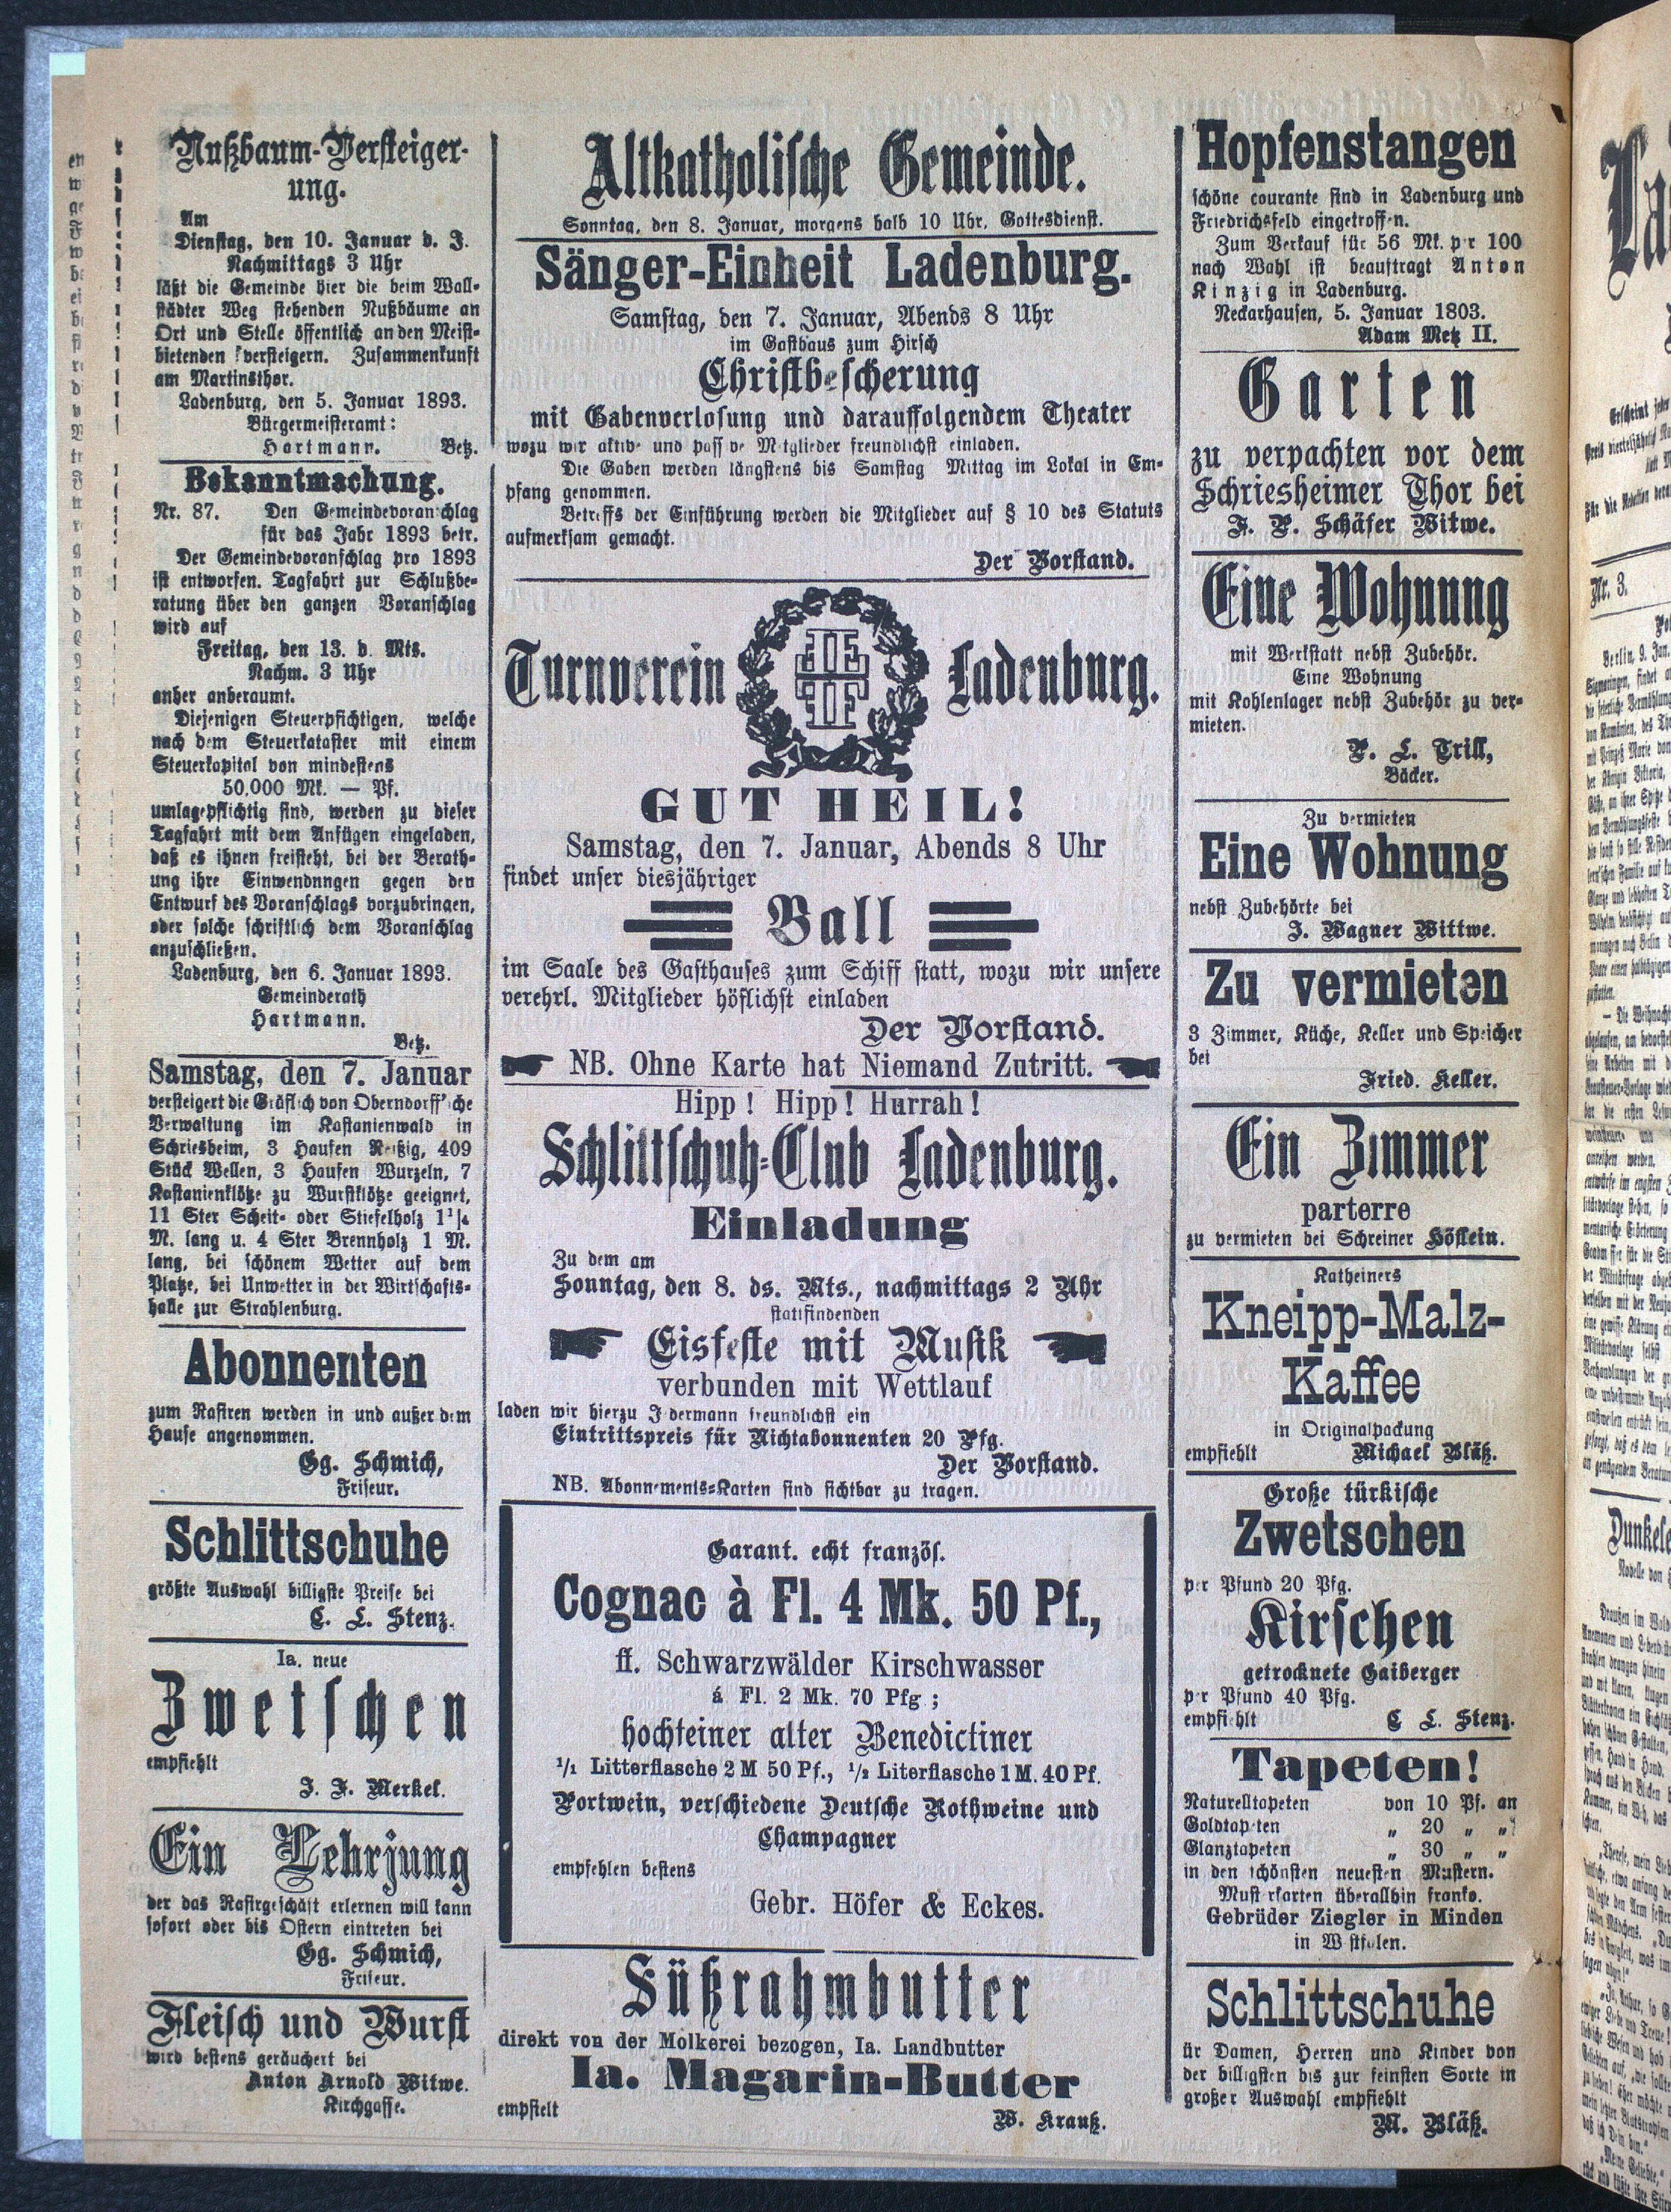 Nußbaum-Versteiger-
ung.
Am
Dienstag, den 10. Januar d. J.
Nachmittags 3 Uhr
läßt die Gemeinde hier die beim Wall-
städter Weg stehenden Nußbäume an
Ort und Stelle öffentlich an den Meist-
bietenden versteigern. Zusammenkunft
am Martinsthor.
Ladenburg, den 5. Januar 1893.
Bürgermeisteramt:
Hartmann. Betz.
Bekanntmachung.
Nr. 87. Den Gemeindevoranschlag
für das Jahr 1893 betr.
Der Gemeindevoranschlag pro 1893
ist entworfen. Tagfahrt zur Schlußbe-
ratung über den ganzen Voranschlag
wird auf
Freitag, den 13. d. Mts.
Nachm. 3 Uhr
anher anberaumt.
Diejenigen Steuerpfichtigen, welche
nach dem Steuerkataster mit einem
Steuerkapital von mindestens
50,000 Mk. — Pf.
umlagepflichtig sind, werden zu dieser
Tagfahrt mit dem Anfügen eingeladen,
daß es ihnen freisteht, bei der Berath-
ung ihre Einwendnngen gegen den
Entwurf des Voranschlags vorzubringen,
oder solche schriftlich dem Voranschlag
anzuschließen.
Ladenburg, den 6. Januar 1893.
Gemeinderath
Hartmann.
Betz.
Samstag, den 7. Januar
versteigert die Gräflich von Oberndorff'sche
Verwaltung im Kastanienwald in
Schriesheim, 3 Haufen Reißig, 409
Stück Wellen, 3 Haufen Wurzeln, 7
Kastanienklötze zu Wurstklötze geeignet,
11 Ster Scheit- oder Stiefelholz 1¹/₄
M. lang u. 4 Ster Brennholz 1 M.
lang, bei schönem Wetter auf dem
Platze, bei Unwetter in der Wirtschafts-
halle zur Strahlenburg.
Abonnenten
zum Rasiren werden in und außer dem
Hause angenommen.
Gg. Schmich,
Friseur.
Schlittschuhe
größte Auswahl billigste Preise bei
C. L. Stenz.
Ia. neue
Zwetschen
empfiehlt
J. F. Merkel.
Ein Lehrjung
der das Rasirgeschäft erlernen will kann
sofort oder bis Ostern eintreten bei
Gg. Schmich,
Friseur.
Fleisch und Wurst
wird bestens geräuchert bei
Anton Arnold Witwe.
Kirchgasse.
Altkatholische Gemeinde.
Sonntag, den 8. Januar, morgens halb 10 Uhr, Gottesdienst.
Sänger-Einheit Ladenburg.
Samstag, den 7. Januar, Abends 8 Uhr
im Gasthaus zum Hirsch
Christbescherung
mit Gabenverlosung und darauffolgendem Theater
wozu wir aktive und passive Mitglieder freundlichst einladen.
Die Gaben werden längstens bis Samstag Mittag im Lokal in Em-
pfang genommen.
Betreffs der Einführung werden die Mitglieder auf § 10 des Statuts
aufmerksam gemacht.
Der Vorstand.
Turnverein Ladenburg.
GUT HEIL!
Samstag, den 7. Januar, Abends 8 Uhr
findet unser diesjähriger
Ball
im Saale des Gasthauses zum Schiff statt, wozu wir unsere
verehrl. Mitglieder höflichst einladen
Der Vorstand.
NB. Ohne Karte hat Niemand Zutritt.
Hipp! Hipp! Hurrah!
Schlittschuh-Club Ladenburg.
Einladung
Zu dem am
Sonntag, den 8. ds. Mts., nachmittags 2 Uhr
stattfindenden
Eisfeste mit Musik
verbunden mit Wettlauf
laden wir hierzu Jedermann freundlichst ein
Eintrittspreis für Nichtabonnenten 20 Pfg.
Der Vorstand.
NB. Abonnements-Karten sind sichtbar zu tragen.
Garant. echt französ.
Cognac à Fl. 4 Mk. 50 Pf.,
ff. Schwarzwälder Kirschwasser
á Fl. 2 Mk. 70 Pfg;
hochfeiner alter Benedictiner
¹/₁ Litterflasche 2 M 50 Pf., ¹/₂ Literflasche 1 M. 40 Pf.
Portwein, verschiedene Deutsche Rothweine und
Champagner
empfehlen bestens
Gebr. Höfer & Eckes.
Süßrahmbutter
direkt von der Molkerei bezogen, Ia. Landbutter
Ia. Magarin-Butter
empfielt
W. Krauß.
Hopfenstangen
schöne courante sind in Ladenburg und
Friedrichsfeld eingetroffen.
Zum Verkauf für 56 Mk. per 100
nach Wahl ist beauftragt Anton
Kinzig in Ladenburg.
Neckarhausen, 5. Januar 1803.
Adam Metz II.
Garten
zu verpachten vor dem
Schriesheimer Thor bei
F. P. Schäfer Witwe.
Eine Wohnung
mit Werkstatt nebst Zubehör.
Eine Wohnung
mit Kohlenlager nebst Zubehör zu ver-
mieten.
P. L. Trill,
Bäcker.
Zu vermieten
Eine Wohnung
nebst Zubehörte bei
J. Wagner Wittwe.
Zu vermieten
3 Zimmer, Küche, Keller und Speicher
bei
Fried. Keller.
Ein Zimmer
parterre
zu vermieten bei Schreiner Höflein.
Katheiners
Kneipp-Malz-
Kaffee
in Originalpackung
empfiehlt Michael Bläß.
Große türkische
Zwetschen
per Pfund 20 Pfg.
Kirschen
getrocknete Gaiberger
per Pfund 40 Pfg.
empfiehlt C L. Stenz.
Tapeten!
Naturelltapeten von 10 Pf. an
Goldtapeten „ 20 „ „
Glanztapeten „ 30 „ „
in den schönsten neuesten Mustern.
Musterkarten überallhin franko.
Gebrüder Ziegler in Minden
in Westfalen.
Schlittschuhe
ür Damen, Herren und Kinder von
der billigsten bis zur feinsten Sorte in
großer Auswahl empfiehlt
M. Bläß.
Nr. 3.
Berlin, 9. Jan.